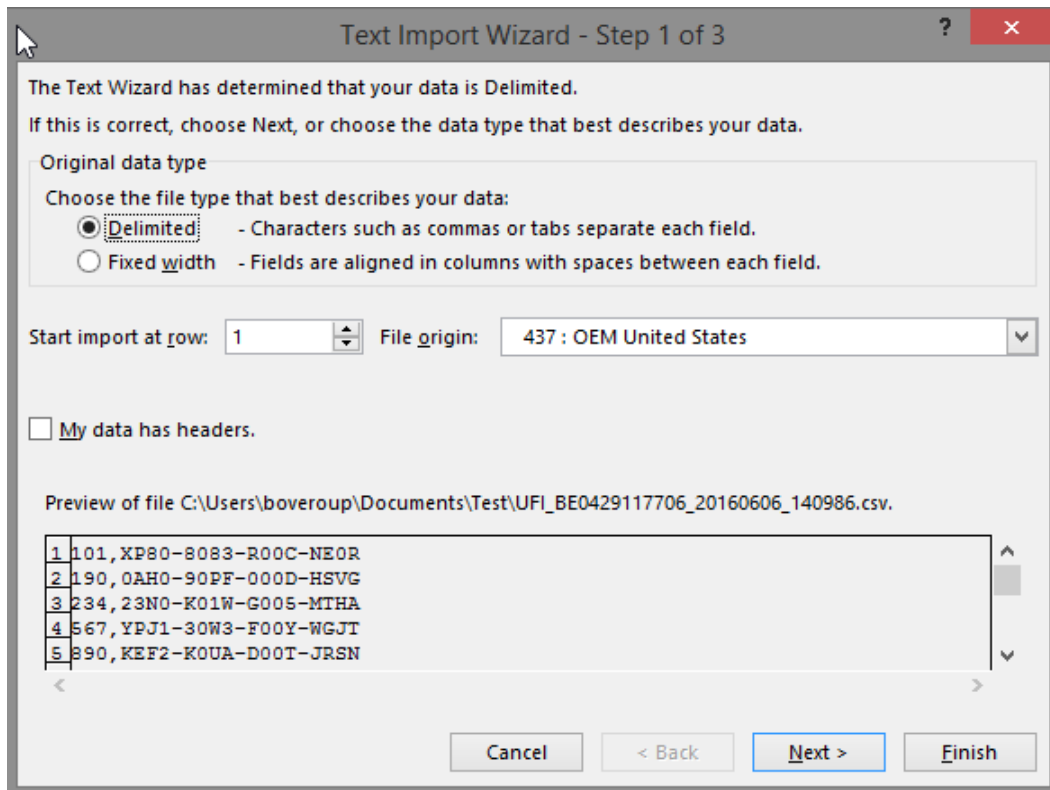 Text Import Wizard - Step 1 of 3 ?
The Text Wizard has determined that your data is Delimited.
If this is correct, choose Next, or choose the data type that best describes your data.
Original data type
Choose the file type that best describes your data:
Delimited - Characters such as commas or tabs separate each field.
Fixed width - Fields are aligned in columns with spaces between each field.
Start import at row: 1 File origin: 437 : OEM United States
My data has headers.
Preview of file C:\Users\boveroup\Documents\Test\UFI_BE0429117706_20160606_140986.csv.
1 101,XP80-8083-R00C-NE0R
2 190,0AH0-90PF-000D-HSVG
3 234,23N0-K01W-G005-MTHA
4 567,YPJ1-30W3-F00Y-WGJT
5 890,KEF2-K0UA-D00T-JRSN
Cancel < Back Next > Finish